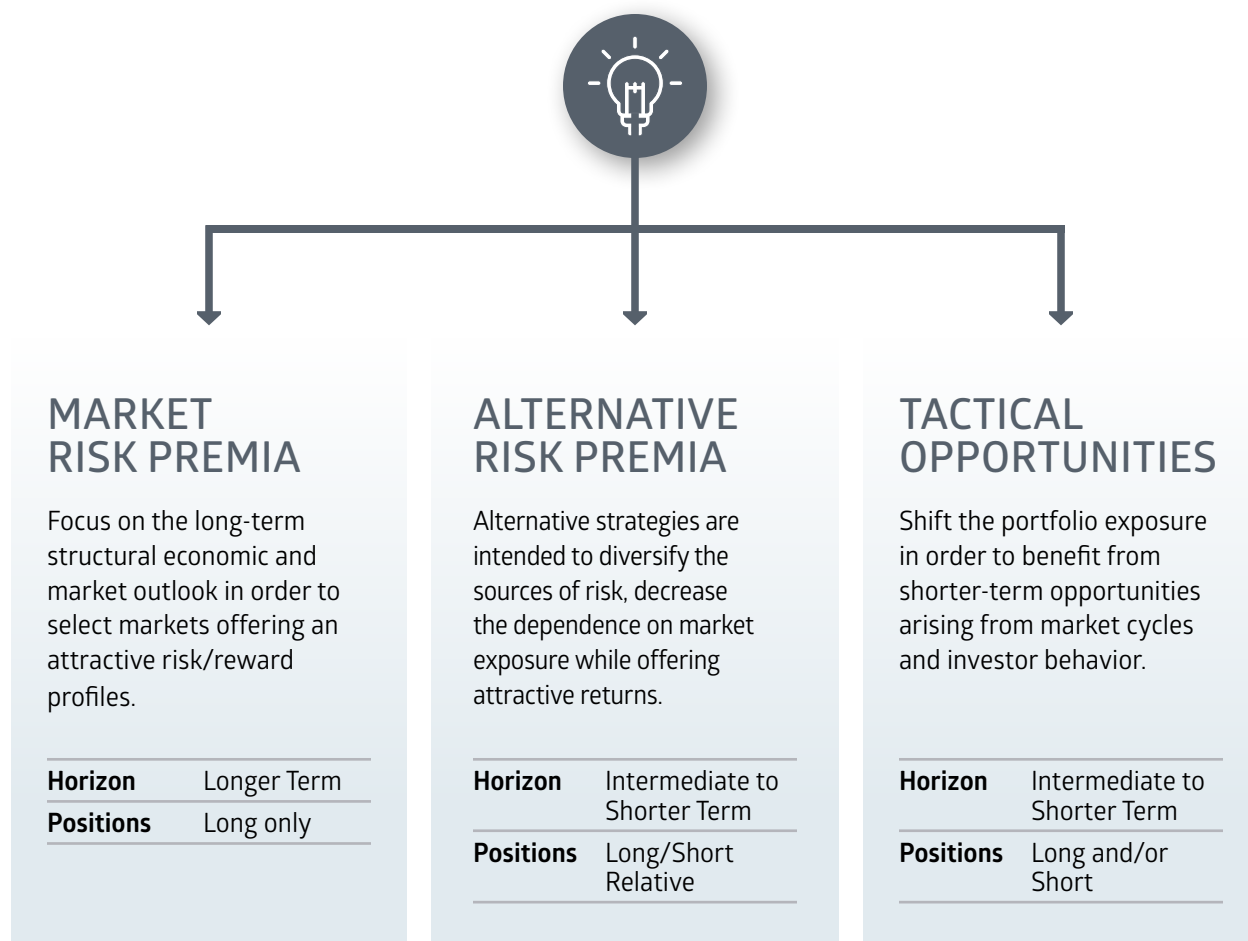 MARKET
RISK PREMIA
Focus on the long-term
structural economic and
market outlook in order to
select markets offering an
attractive risk/reward
profiles.
Horizon Longer Term
Positions Long only
ALTERNATIVE
RISK PREMIA
Alternative strategies are
intended to diversify the
sources of risk, decrease
the dependence on market
exposure while offering
attractive returns.
Horizon Intermediate to
Shorter Term
Positions Long/Short
Relative
TACTICAL
OPPORTUNITIES
Shift the portfolio exposure
in order to benefit from
shorter-term opportunities
arising from market cycles
and investor behavior.
Horizon Intermediate to
Shorter Term
Positions Long and/or
Short